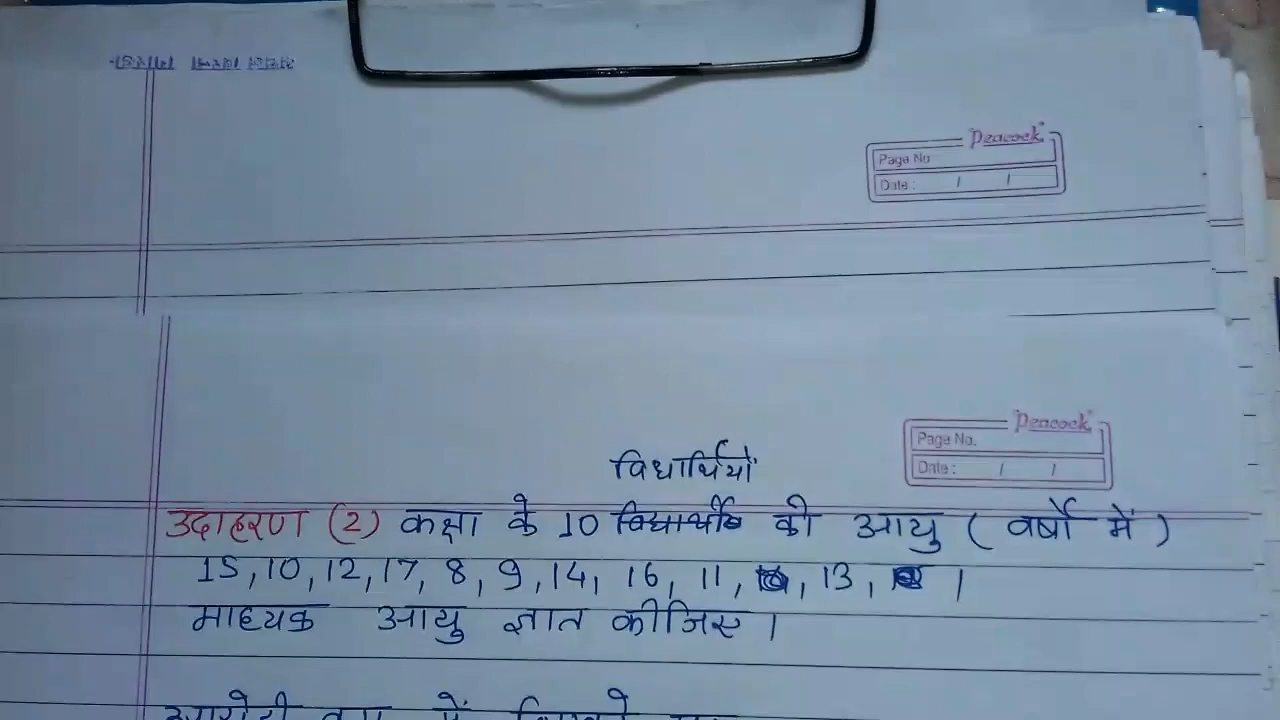 Peacock
Page No
Date : / /
Peacock
Page No.
Date : / /
विधार्थियों
उदाहरण (2) कक्षा के 10 की आयु ( वर्षो में )
15, 10, 12, 17, 8, 9, 14, 16, 11, , 13, ।
माध्यक आयु ज्ञात कीजिए ।